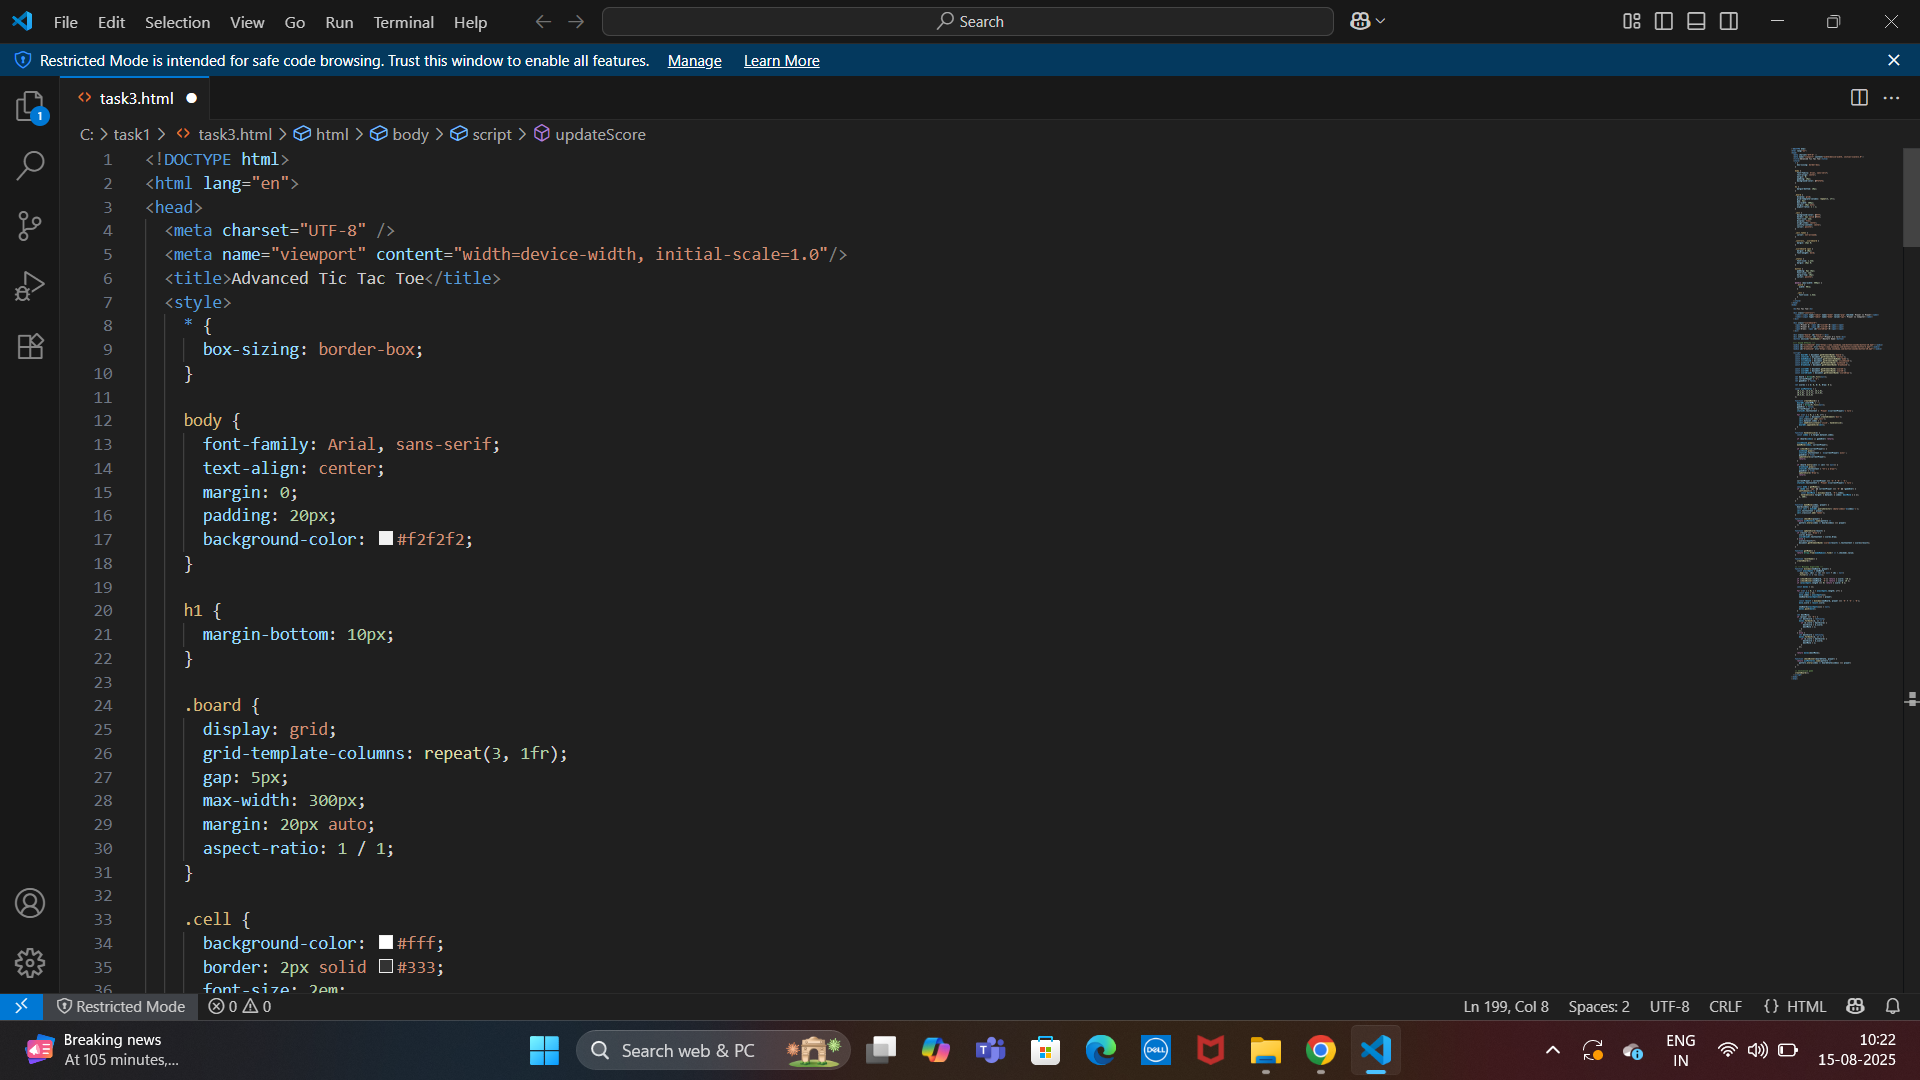 File Edit Selection View Go Run Terminal Help
Search
Restricted Mode is intended for safe code browsing. Trust this window to enable all features. Manage Learn More
1
task3.html
C: > task1 > task3.html > html > body > script > updateScore
1 <!DOCTYPE html>
2 <html lang="en">
3 <head>
4 <meta charset="UTF-8" />
5 <meta name="viewport" content="width=device-width, initial-scale=1.0"/>
6 <title>Advanced Tic Tac Toe</title>
7 <style>
8 * {
9 box-sizing: border-box;
10 }
11
12 body {
13 font-family: Arial, sans-serif;
14 text-align: center;
15 margin: 0;
16 padding: 20px;
17 background-color: #f2f2f2;
18 }
19
20 h1 {
21 margin-bottom: 10px;
22 }
23
24 .board {
25 display: grid;
26 grid-template-columns: repeat(3, 1fr);
27 gap: 5px;
28 max-width: 300px;
29 margin: 20px auto;
30 aspect-ratio: 1 / 1;
31 }
32
33 .cell {
34 background-color: #fff;
35 border: 2px solid #333;
36 font-size: 2em;
Restricted Mode 0 0 Ln 199, Col 8 Spaces: 2 UTF-8 CRLF {} HTML
Breaking news
At 105 minutes,...
Search web & PC
DELL
ENG
IN
10:22
15-08-2025